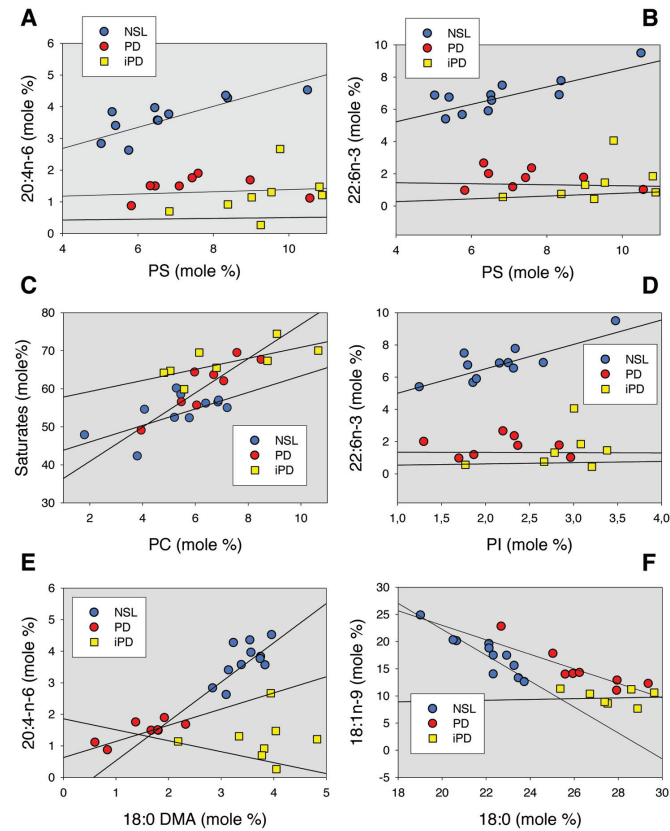 A
NSL
PD
iPD
20:4n-6 (mole %)
6
5
4
3
2
1
0
4 6 8 10
PS (mole %)
B
NSL
PD
iPD
22:6n-3 (mole %)
10
8
6
4
2
0
4 6 8 10
PS (mole %)
C
Saturates (mole%)
80
70
60
50
40
30
NSL
PD
iPD
2 4 6 8 10
PC (mole %)
D
22:6n-3 (mole %)
10
8
6
4
2
0
NSL
PD
iPD
1,0 1,5 2,0 2,5 3,0 3,5 4,0
PI (mole %)
E
NSL
PD
iPD
20:4-n-6 (mole %)
6
5
4
3
2
1
0
0 1 2 3 4 5
18:0 DMA (mole %)
F
18:1n-9 (mole %)
30
25
20
15
10
5
0
-5
NSL
PD
iPD
18 20 22 24 26 28 30
18:0 (mole %)